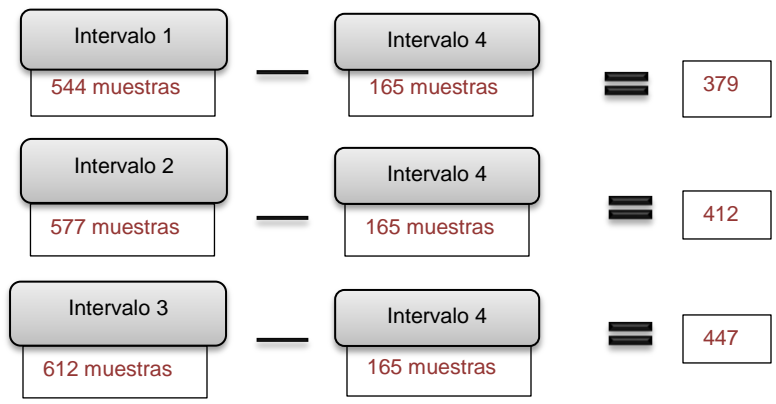 Intervalo 1
Intervalo 4
544 muestras
165 muestras
379
Intervalo 2
Intervalo 4
577 muestras
165 muestras
412
Intervalo 3
Intervalo 4
612 muestras
165 muestras
447